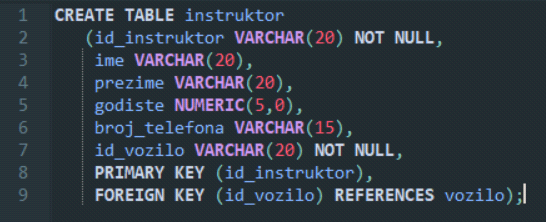 1 CREATE TABLE instruktor
2 (id_instruktor VARCHAR(20) NOT NULL,
3 ime VARCHAR(20),
4 prezime VARCHAR(20),
5 godiste NUMERIC(5,0),
6 broj_telefona VARCHAR(15),
7 id_vozilo VARCHAR(20) NOT NULL,
8 PRIMARY KEY (id_instruktor),
9 FOREIGN KEY (id_vozilo) REFERENCES vozilo);